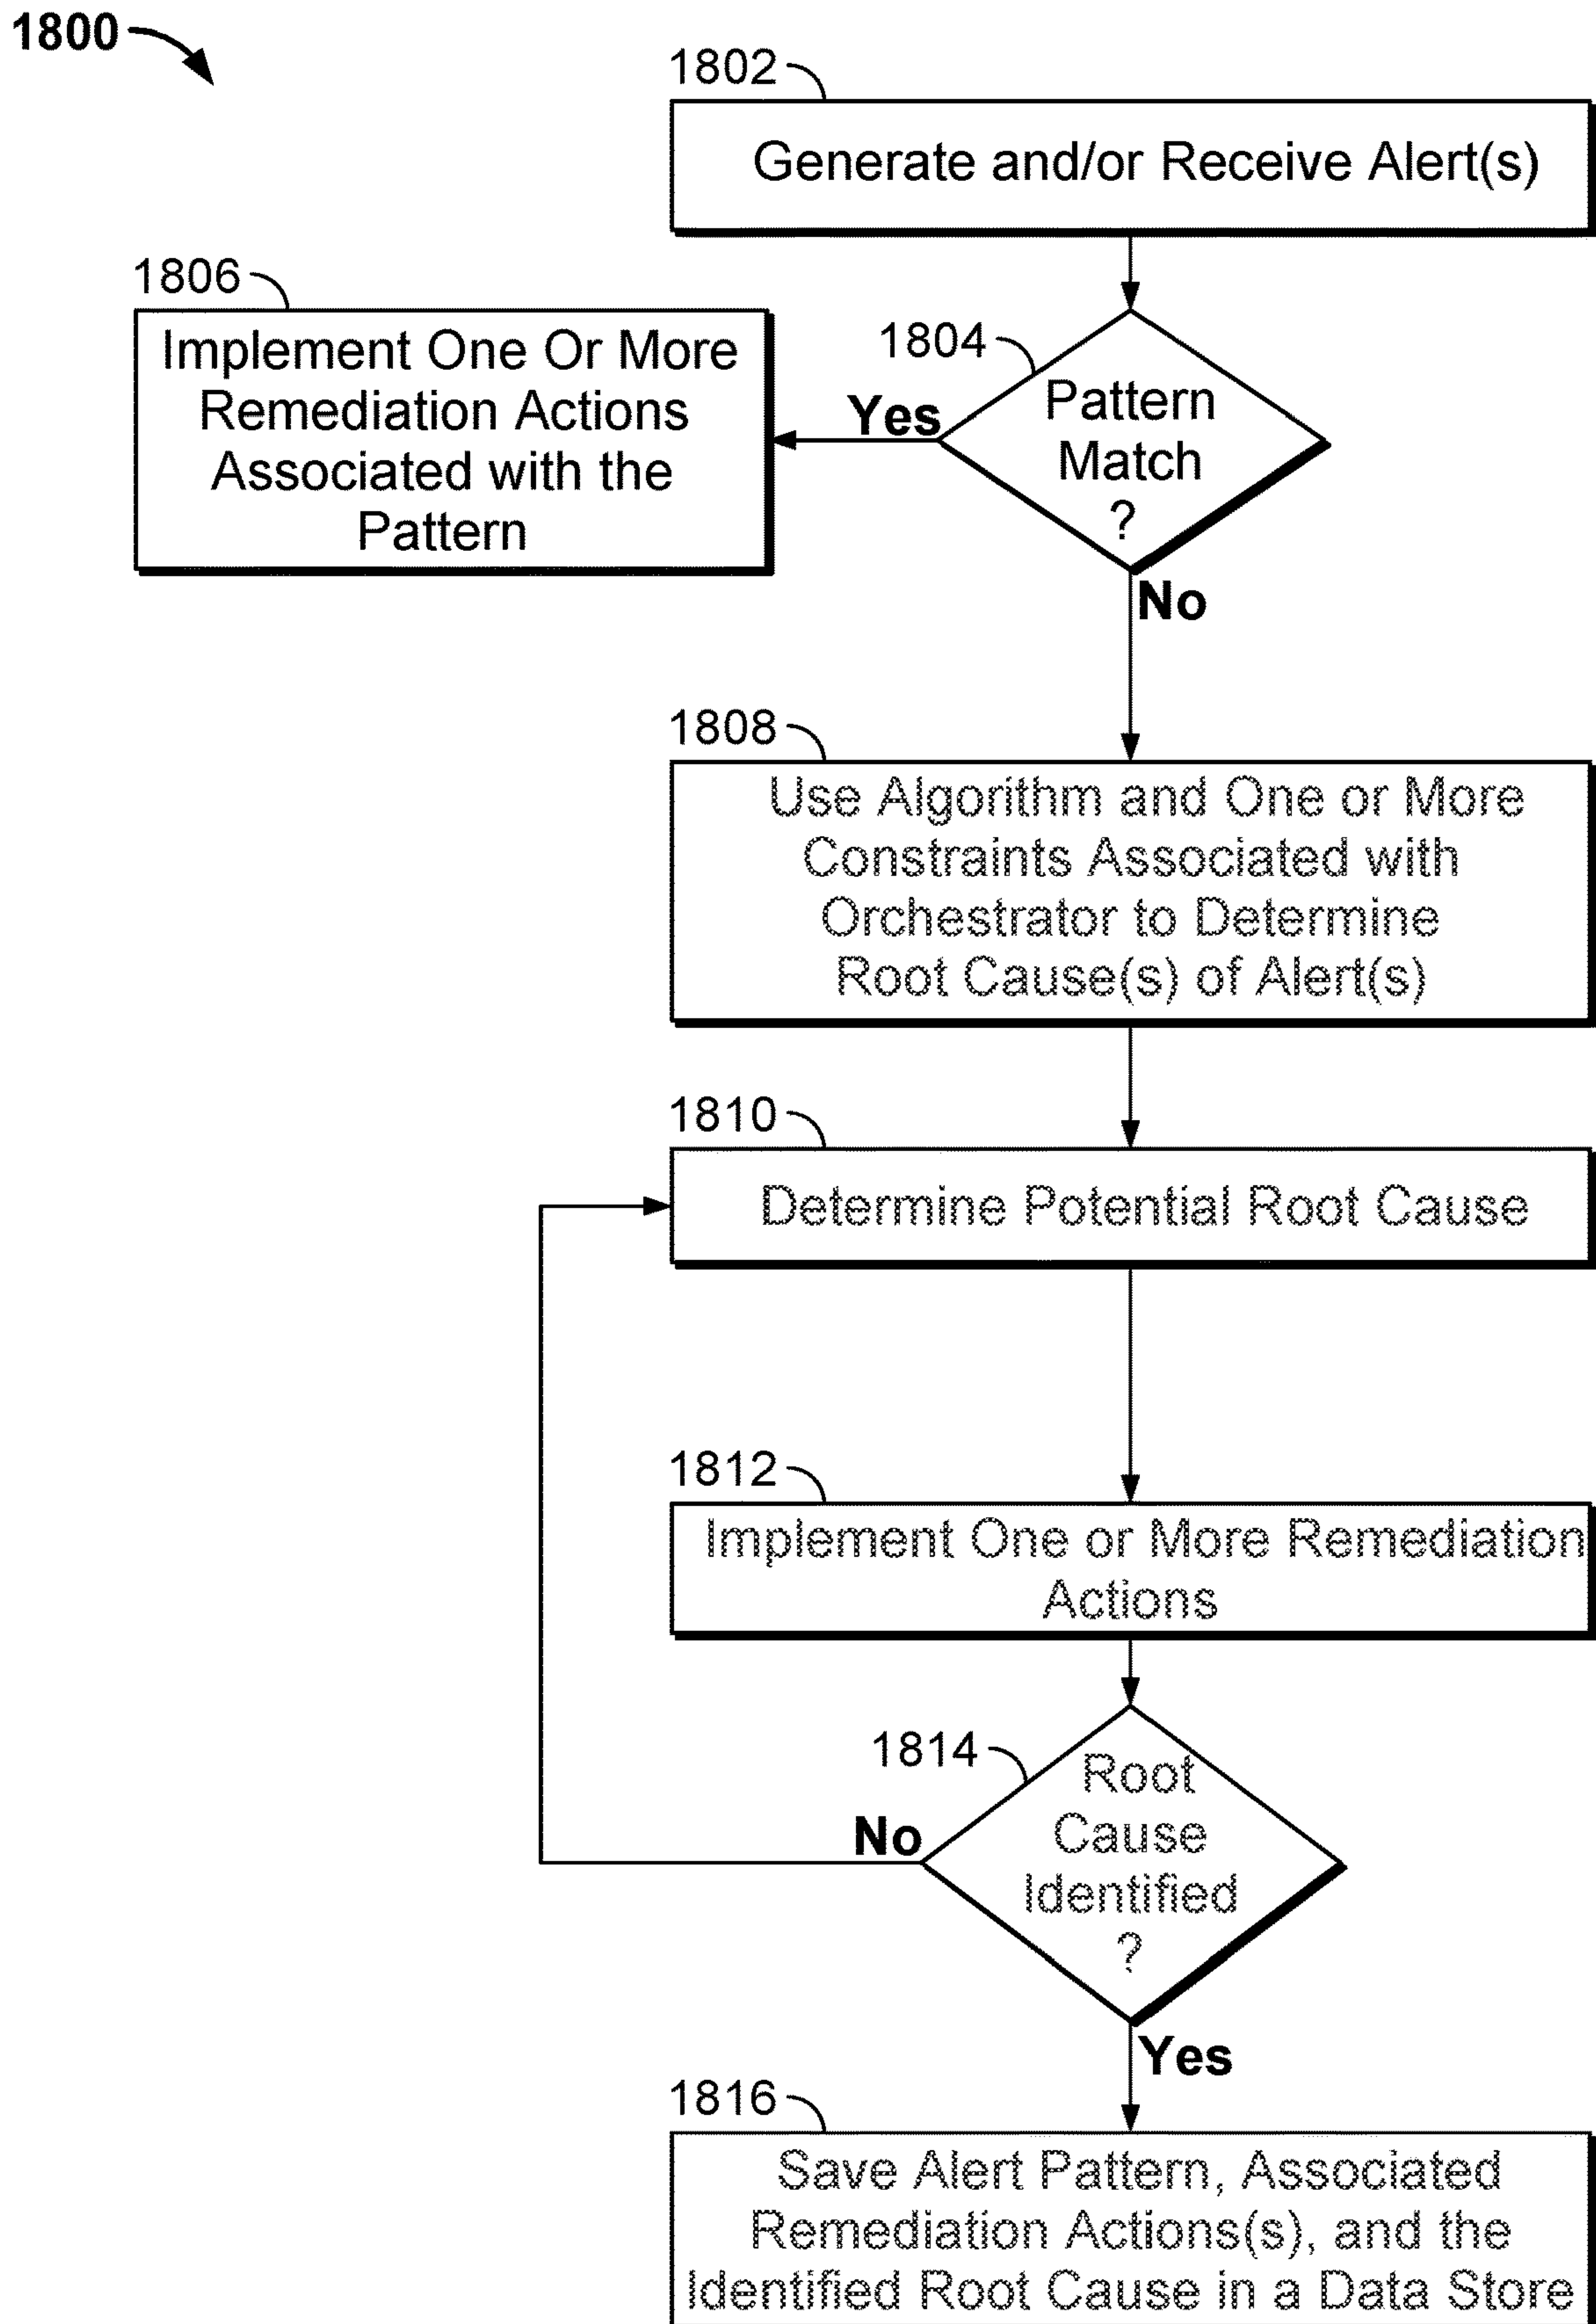 1800
1802
Generate and/or Receive Alert(s)
1806
Implement One Or More
Remediation Actions
Associated with the
Pattern
1804
Pattern
Match
?
Yes
No
1808
Use Algorithm and One or More
Constraints Associated with
Orchestrator to Determine
Root Cause(s) of Alert(s)
1810
Determine Potential Root Cause
1812
Implement One or More Remediation
Actions
1814
Root
Cause
Identified
?
No
Yes
1816
Save Alert Pattern, Associated
Remediation Actions(s), and the
Identified Root Cause in a Data Store